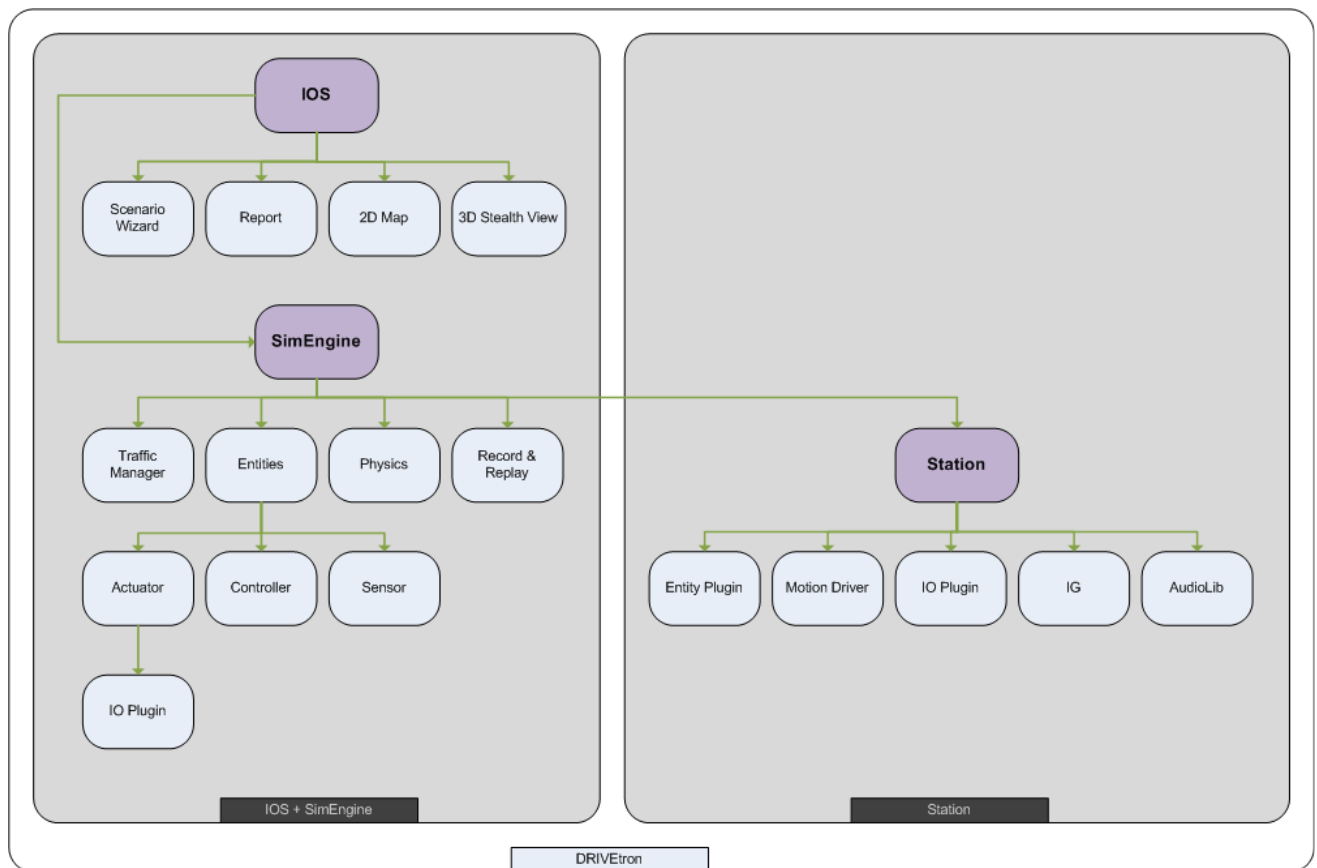 IOS
Scenario
Wizard
Report
2D Map
3D Stealth View
SimEngine
Traffic
Manager
Entities
Physics
Record &
Replay
Station
Actuator
Controller
Sensor
Entity Plugin
Motion Driver
IO Plugin
IG
AudioLib
IO Plugin
IOS + SimEngine
Station
DRIVEtron